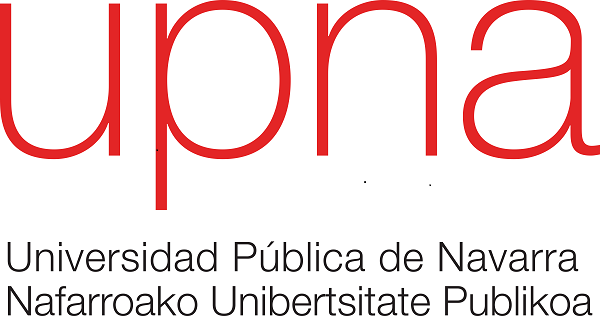 upna
Universidad Pública de Navarra
Nafarroako Unibertsitate Publikoa